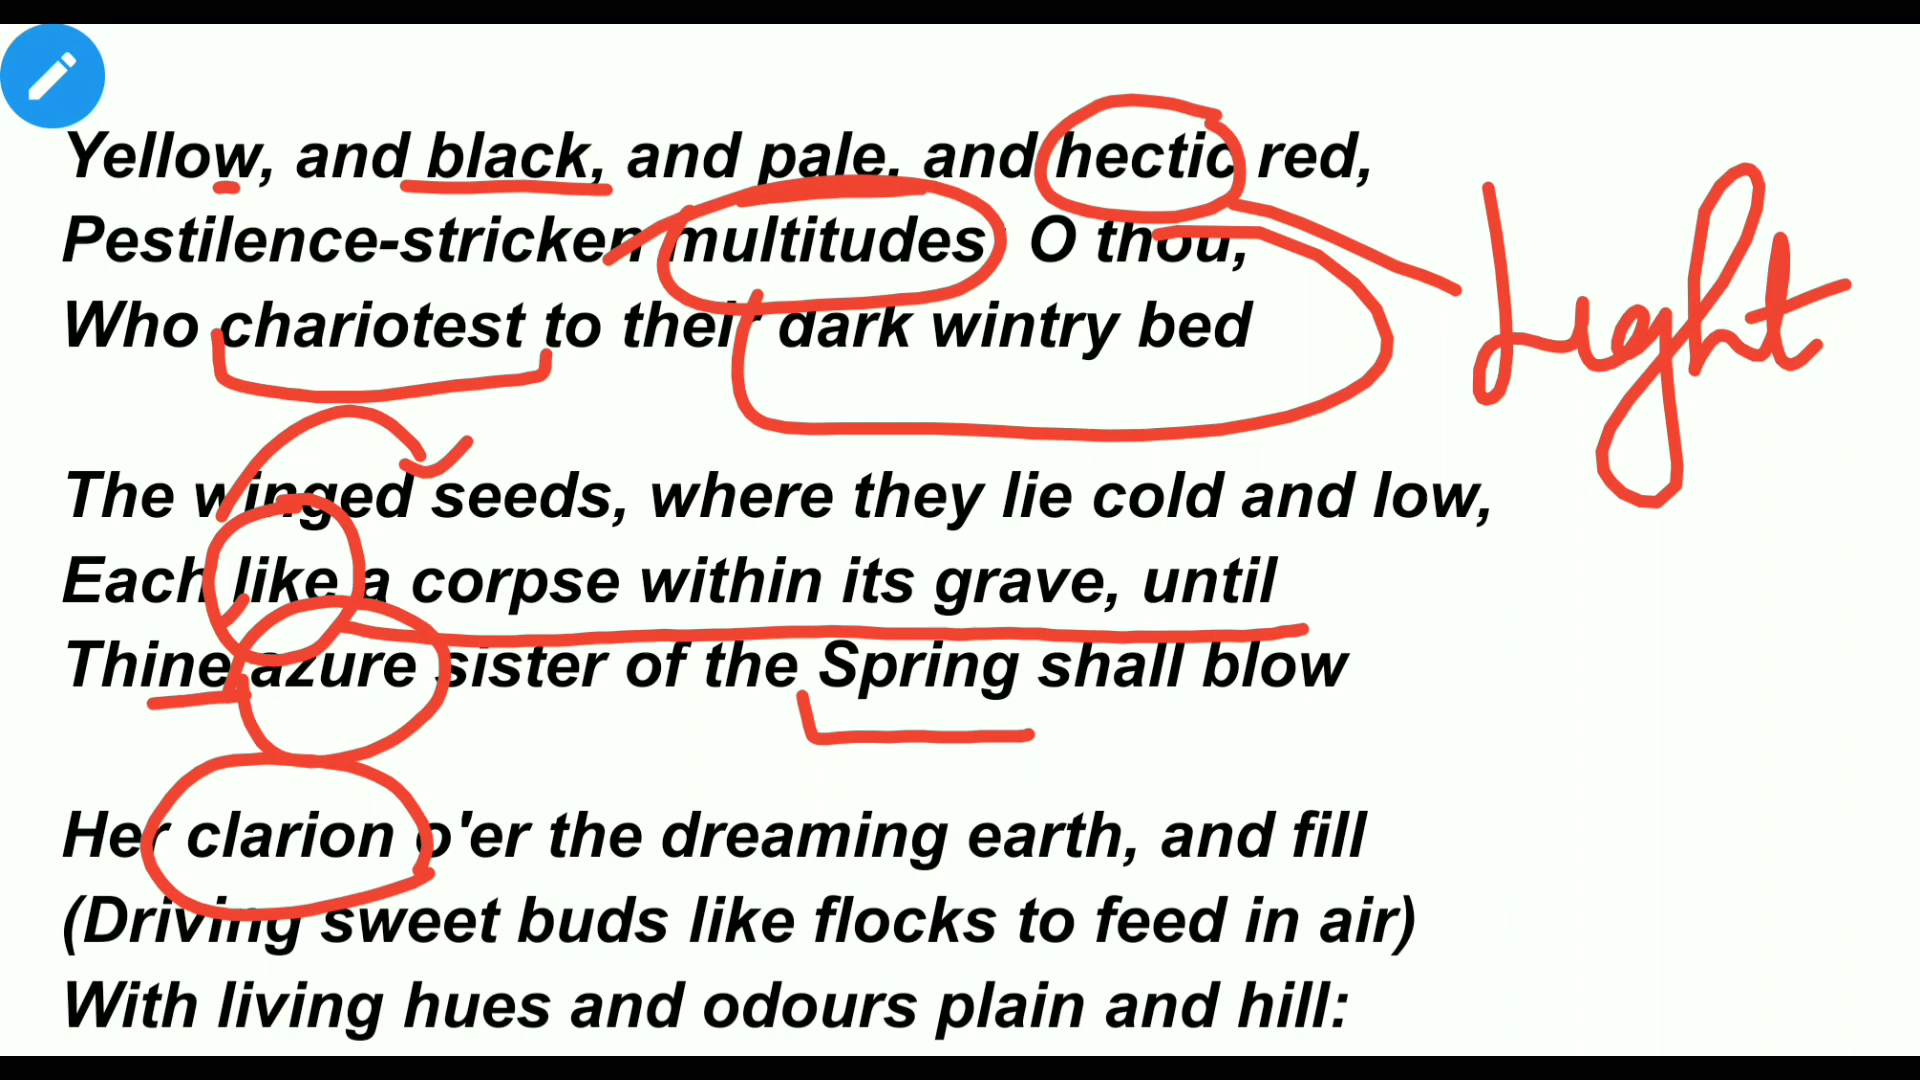 Yellow, and black, and pale, and hectic red,
Pestilence-stricken multitudes: O thou,
Who chariotest to their dark wintry bed
Light
The winged seeds, where they lie cold and low,
Each like a corpse within its grave, until
Thine azure sister of the Spring shall blow
Her clarion o'er the dreaming earth, and fill
(Driving sweet buds like flocks to feed in air)
With living hues and odours plain and hill: